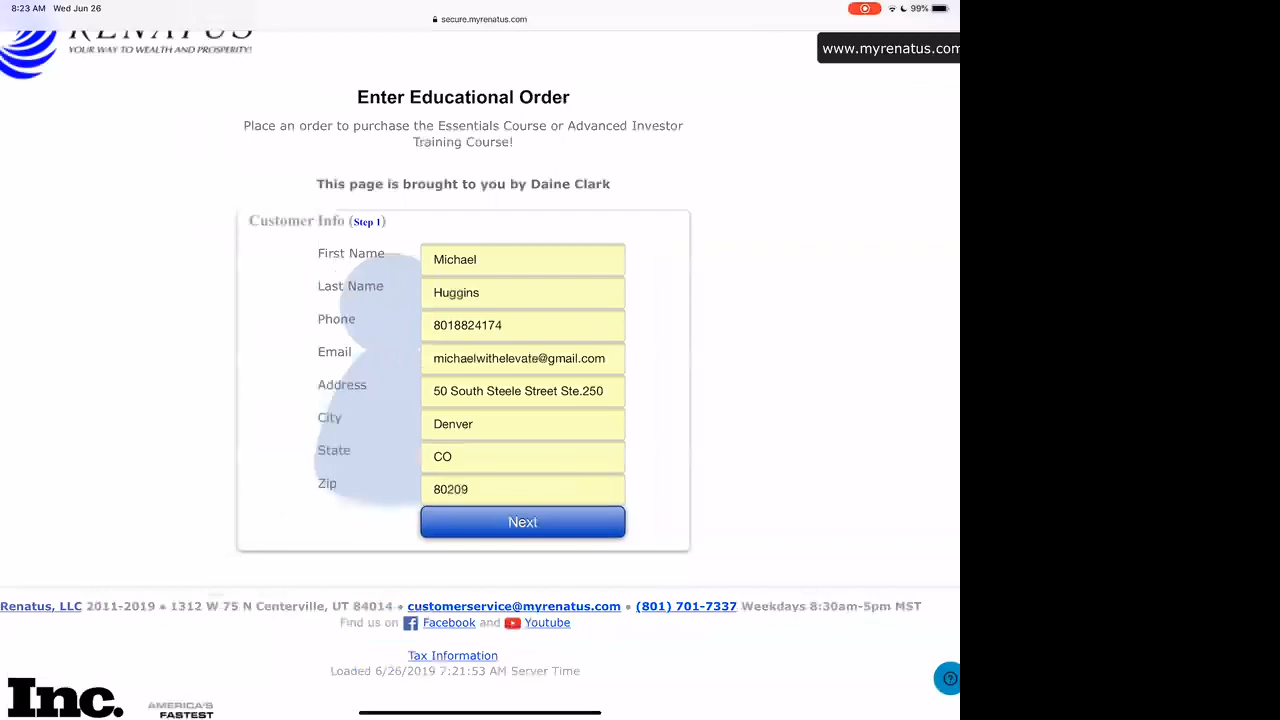 8:23 AM Wed Jun 26
99%
secure.myrenatus.com
RENATUS
YOUR WAY TO WEALTH AND PROSPERITY!
www.myrenatus.com
Enter Educational Order
Place an order to purchase the Essentials Course or Advanced Investor
Training Course!
This page is brought to you by Daine Clark
Customer Info (Step 1)
First Name Michael
Last Name Huggins
Phone 8018824174
Email michaelwithelevate@gmail.com
Address 50 South Steele Street Ste.250
City Denver
State CO
Zip 80209
Next
Renatus, LLC 2011-2019 • 1312 W 75 N Centerville, UT 84014 • customerservice@myrenatus.com • (801) 701-7337 Weekdays 8:30am-5pm MST
Find us on Facebook and Youtube
Tax Information
Loaded 6/26/2019 7:21:53 AM Server Time
Inc. AMERICA'S
FASTEST